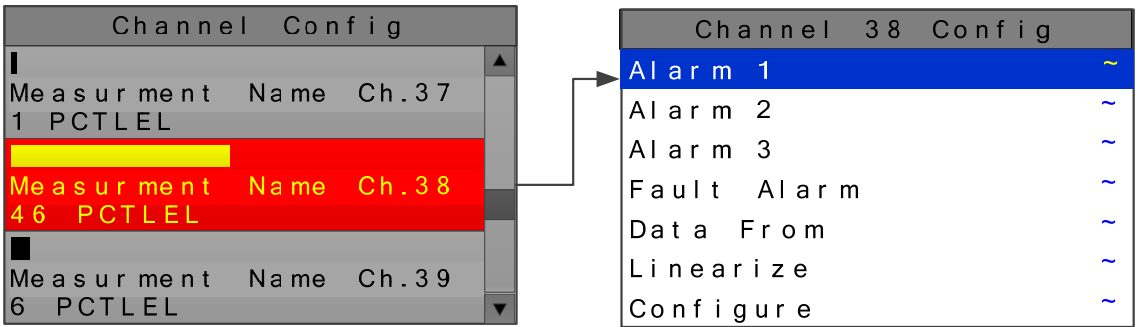 Channel Config
Measurment Name Ch.37
1 PCTLEL
Measurment Name Ch.38
46 PCTLEL
Measurment Name Ch.39
6 PCTLEL
Channel 38 Config
Alarm 1 ~
Alarm 2 ~
Alarm 3 ~
Fault Alarm ~
Data From ~
Linearize ~
Configure ~